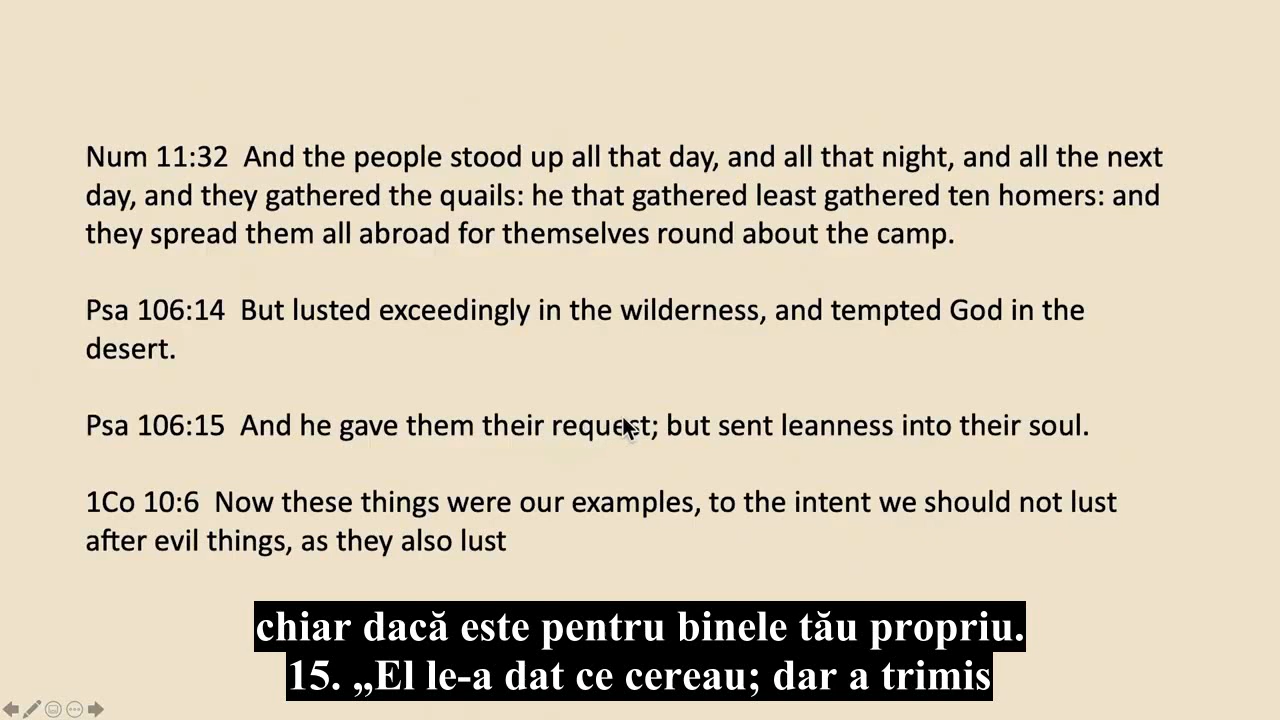 Num 11:32  And the people stood up all that day, and all that night, and all the next
day, and they gathered the quails: he that gathered least gathered ten homers: and
they spread them all abroad for themselves round about the camp.
Psa 106:14  But lusted exceedingly in the wilderness, and tempted God in the
desert.
Psa 106:15  And he gave them their request; but sent leanness into their soul.
1Co 10:6  Now these things were our examples, to the intent we should not lust
after evil things, as they also lust
chiar dacă este pentru binele tău propriu.
15. „El le-a dat ce cereau; dar a trimis